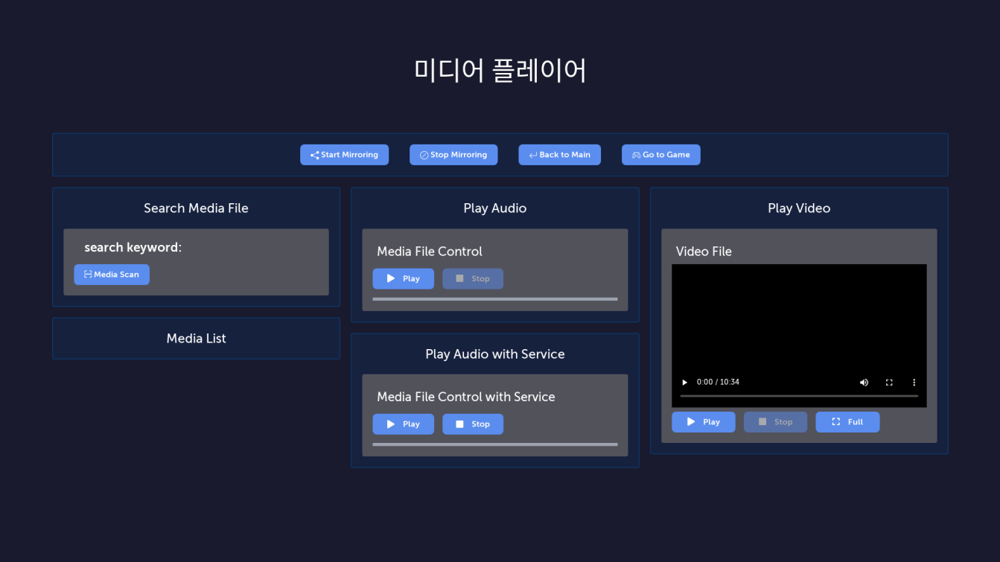 미디어 플레이어
Start Mirroring
Stop Mirroring
Back to Main
Go to Game
Search Media File
search keyword:
Media Scan
Media List
Play Audio
Media File Control
Play
Stop
Play Audio with Service
Media File Control with Service
Play
Stop
Play Video
Video File
0:00 / 10:34
Play
Stop
Full